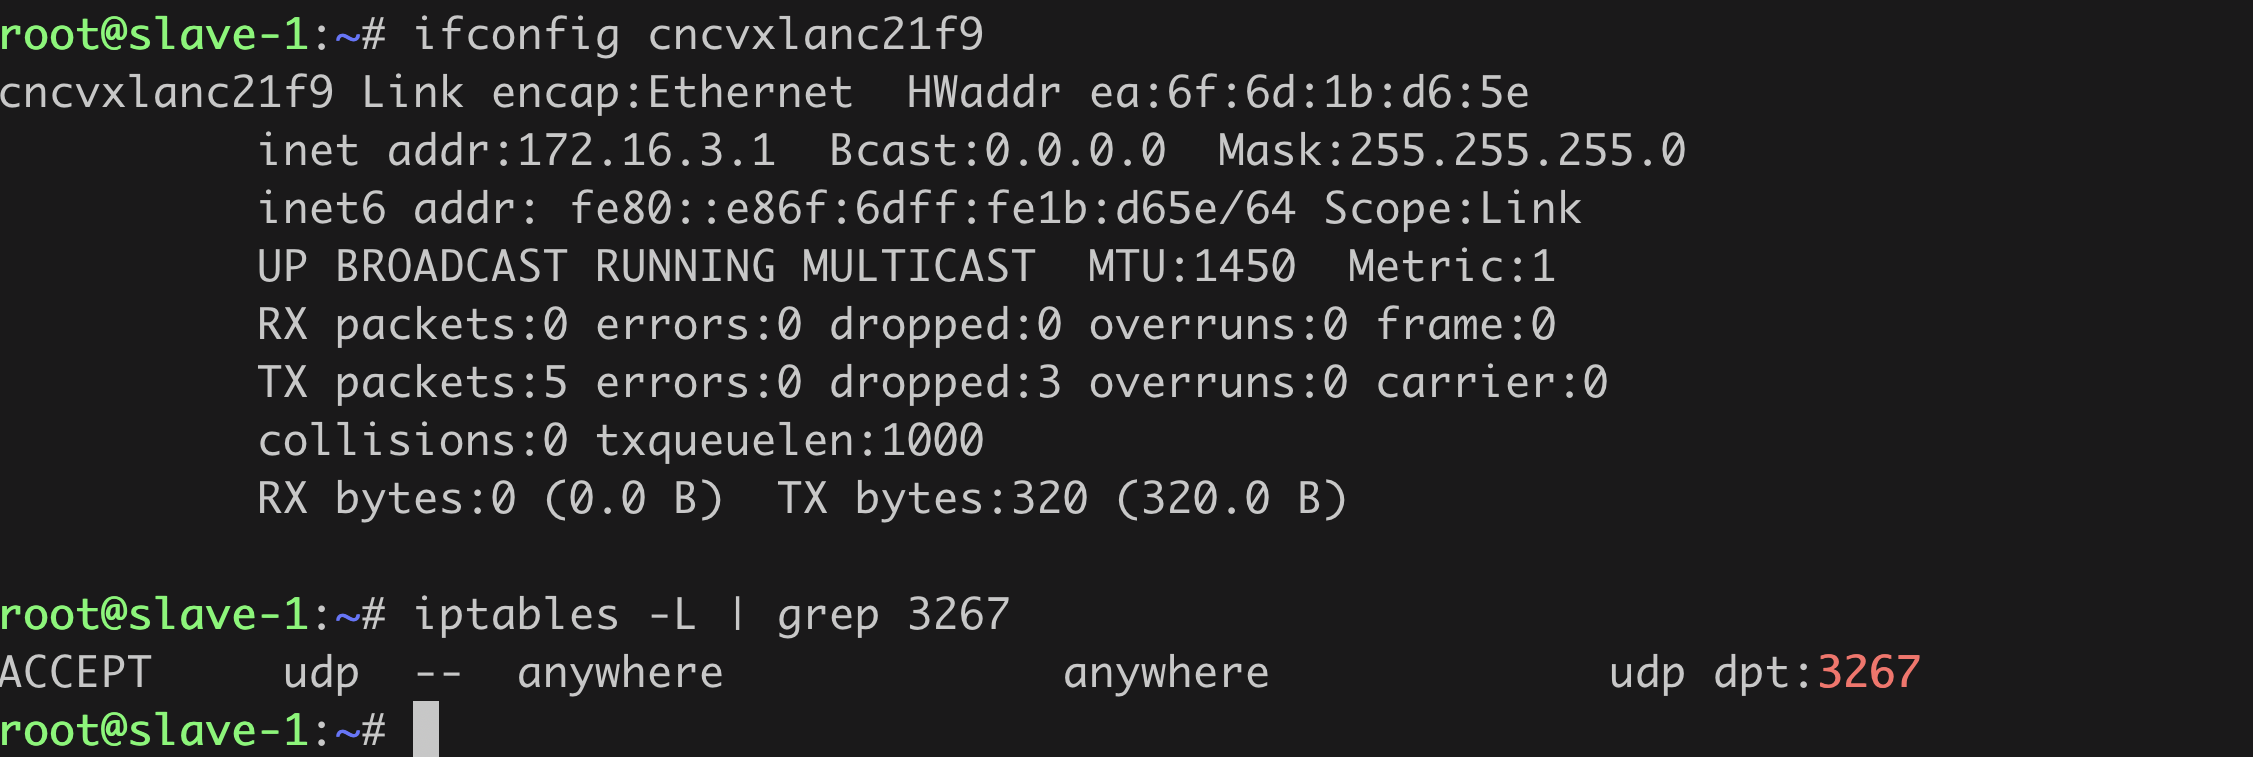 root@slave-1:~# ifconfig cncvxlanc21f9
cncvxlanc21f9 Link encap:Ethernet  HWaddr ea:6f:6d:1b:d6:5e
          inet addr:172.16.3.1  Bcast:0.0.0.0  Mask:255.255.255.0
          inet6 addr: fe80::e86f:6dff:fe1b:d65e/64 Scope:Link
          UP BROADCAST RUNNING MULTICAST  MTU:1450  Metric:1
          RX packets:0 errors:0 dropped:0 overruns:0 frame:0
          TX packets:5 errors:0 dropped:3 overruns:0 carrier:0
          collisions:0 txqueuelen:1000
          RX bytes:0 (0.0 B)  TX bytes:320 (320.0 B)
root@slave-1:~# iptables -L | grep 3267
ACCEPT     udp  --  anywhere             anywhere             udp dpt:3267
root@slave-1:~#